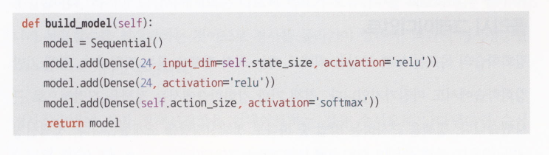 def build_model(self):
    model = Sequential()
    model.add(Dense(24, input_dim=self.state_size, activation='relu'))
    model.add(Dense(24, activation='relu'))
    model.add(Dense(self.action_size, activation='softmax'))
    return model